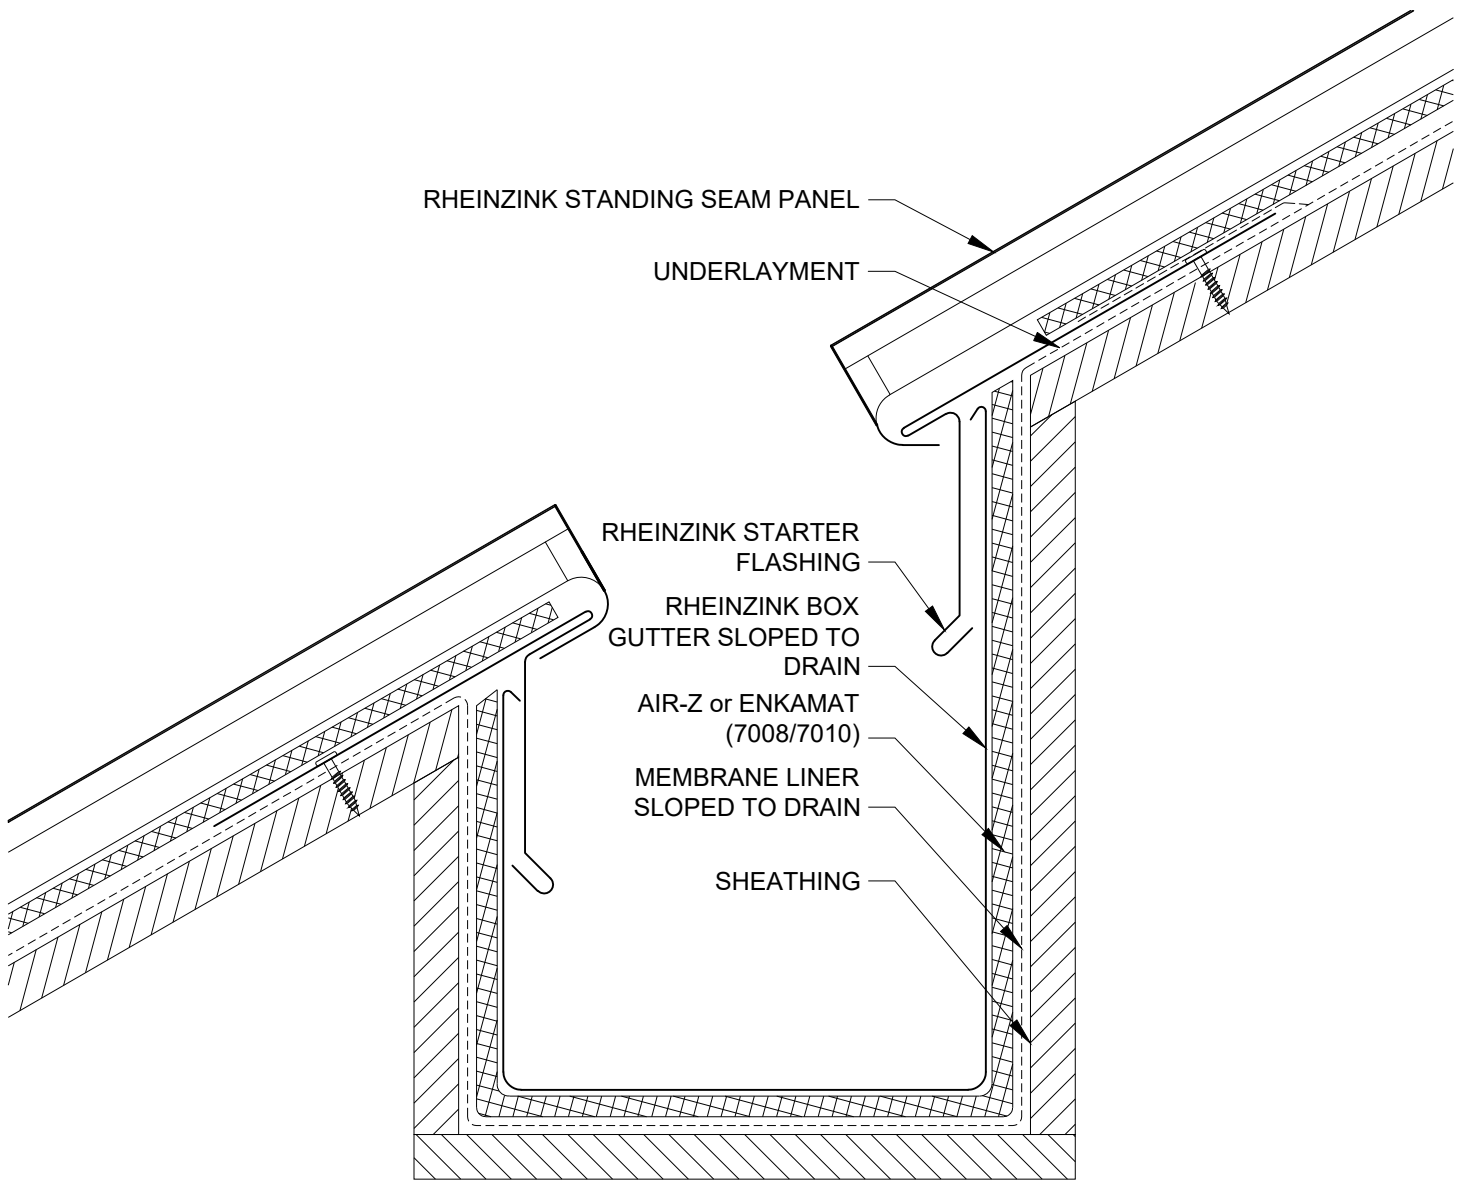 RHEINZINK STANDING SEAM PANEL
UNDERLAYMENT
RHEINZINK STARTER
FLASHING
RHEINZINK BOX
GUTTER SLOPED TO
DRAIN
AIR-Z or ENKAMAT
(7008/7010)
MEMBRANE LINER
SLOPED TO DRAIN
SHEATHING